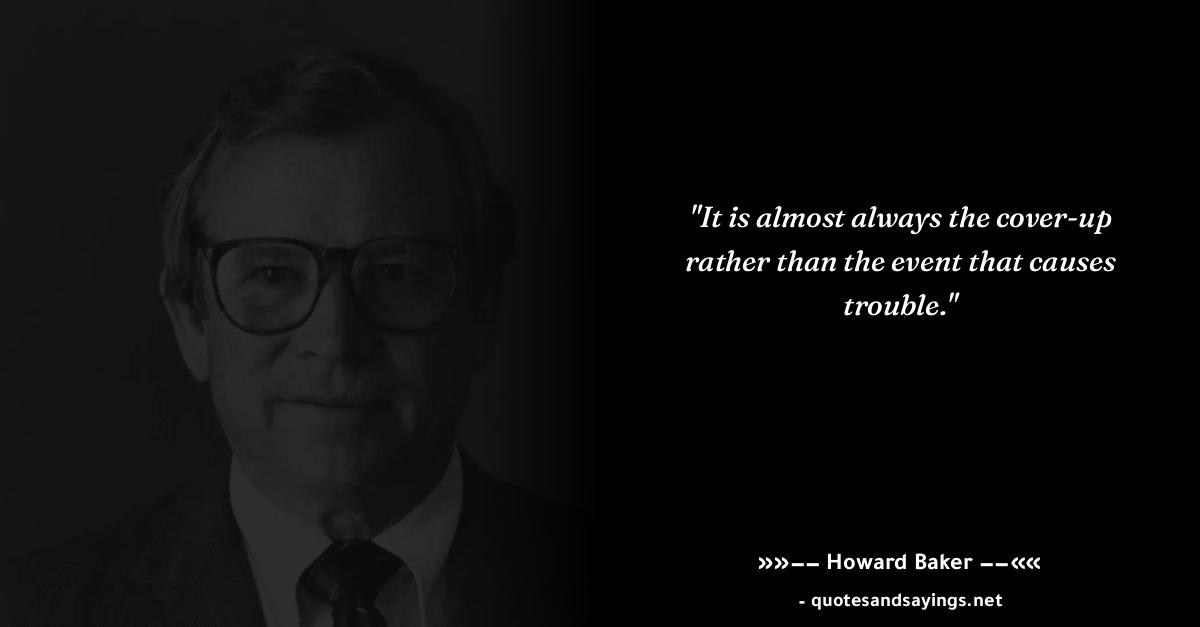 "It is almost always the cover-up
rather than the event that causes
trouble."
»»−− Howard Baker −−««
- quotesandsayings.net